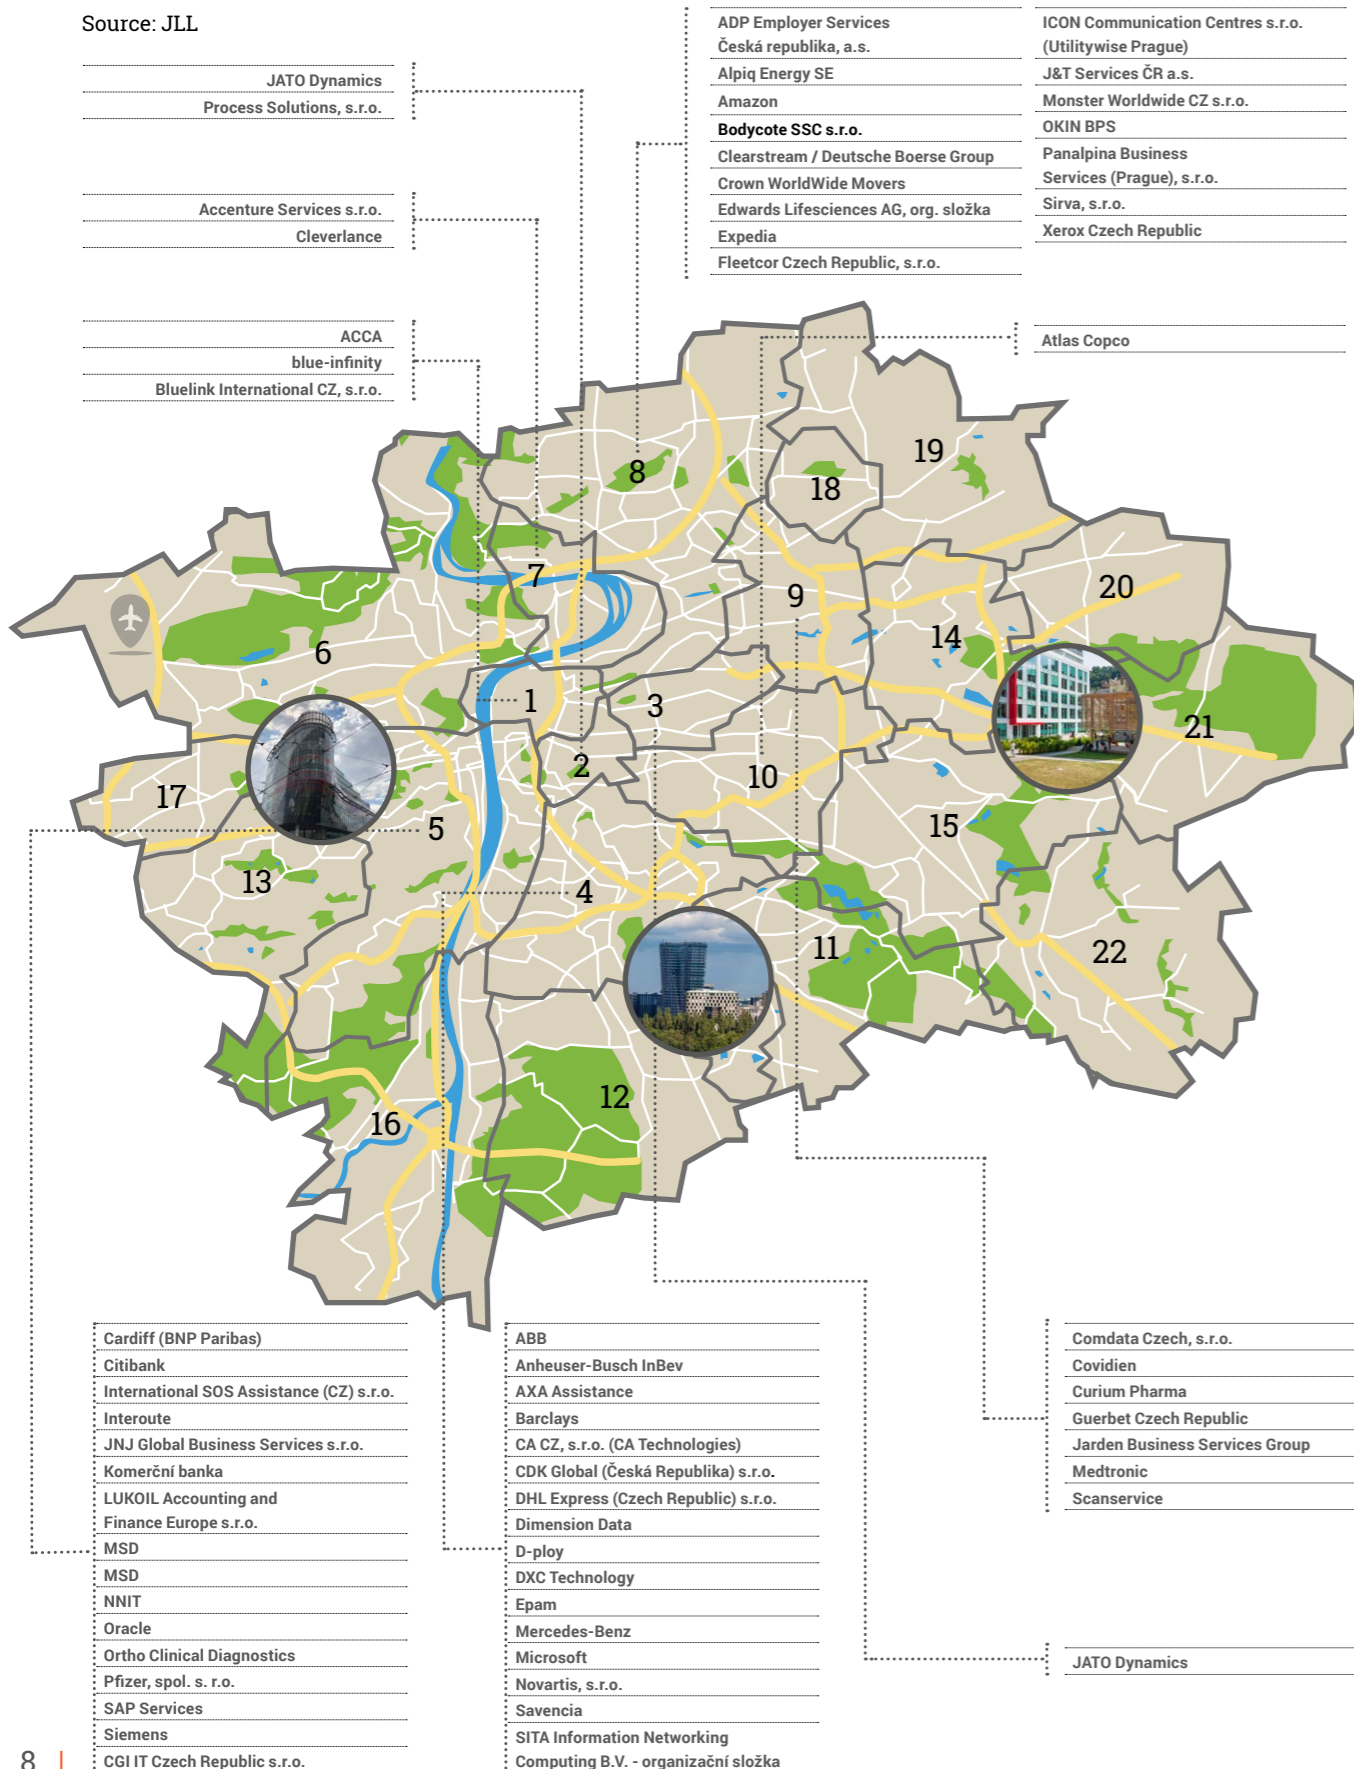 Source: JLL
JATO Dynamics
Process Solutions, s.r.o.
Accenture Services s.r.o.
Cleverlance
ACCA
blue-infinity
Bluelink International CZ, s.r.o.
ADP Employer Services
Česká republika, a.s.
Alpiq Energy SE
Amazon
Bodycote SSC s.r.o.
Clearstream / Deutsche Boerse Group
Crown WorldWide Movers
Edwards Lifesciences AG, org. složka
Expedia
Fleetcor Czech Republic, s.r.o.
ICON Communication Centres s.r.o.
(Utilitywise Prague)
J&T Services ČR a.s.
Monster Worldwide CZ s.r.o.
OKIN BPS
Panalpina Business
Services (Prague), s.r.o.
Sirva, s.r.o.
Xerox Czech Republic
Atlas Copco
19
8
18
7
20
9
14
6
1
3
21
2
10
17
5
15
13
4
11
22
12
16
Cardiff (BNP Paribas)
Citibank
International SOS Assistance (CZ) s.r.o.
Interoute
JNJ Global Business Services s.r.o.
Komerční banka
LUKOIL Accounting and
Finance Europe s.r.o.
MSD
MSD
NNIT
Oracle
Ortho Clinical Diagnostics
Pfizer, spol. s. r.o.
SAP Services
Siemens
CGI IT Czech Republic s.r.o.
ABB
Anheuser-Busch InBev
AXA Assistance
Barclays
CA CZ, s.r.o. (CA Technologies)
CDK Global (Česká Republika) s.r.o.
DHL Express (Czech Republic) s.r.o.
Dimension Data
D-ploy
DXC Technology
Epam
Mercedes-Benz
Microsoft
Novartis, s.r.o.
Savencia
SITA Information Networking
Computing B.V. - organizační složka
Comdata Czech, s.r.o.
Covidien
Curium Pharma
Guerbet Czech Republic
Jarden Business Services Group
Medtronic
Scanservice
JATO Dynamics
8